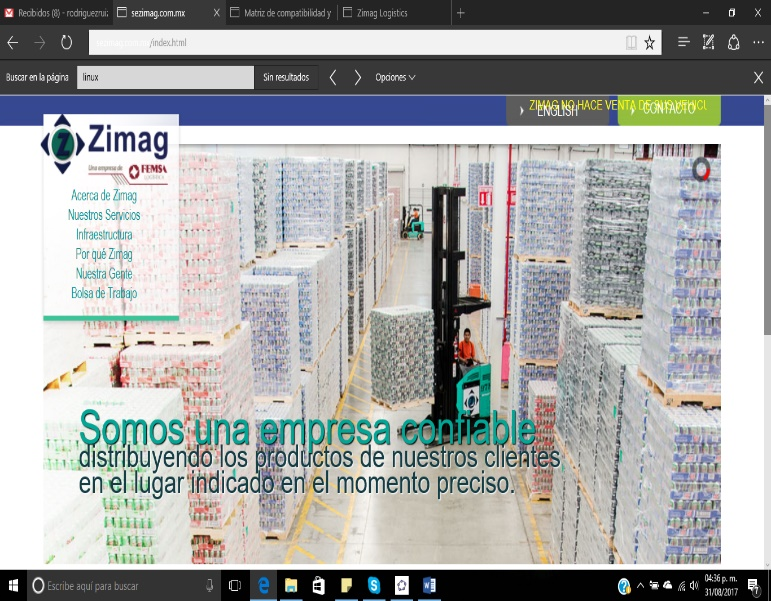 Recibidos (8) - rodriguezruiz
sezimag.com.mx
Matriz de compatibilidad y
Zimag Logistics
/index.html
Buscar en la página
linux
Sin resultados
Opciones
ZIMAG NO HACE VENTA DE SUS VEHICU
ENGLISH
CONTACTO
Zimag
Una empresa de FEMSA
LOGÍSTICA
Acerca de Zimag
Nuestros Servicios
Infraestructura
Por qué Zimag
Nuestra Gente
Bolsa de Trabajo
Somos una empresa confiable
distribuyendo los productos de nuestros clientes
en el lugar indicado en el momento preciso.
Escribe aquí para buscar
04:36 p. m.
31/08/2017